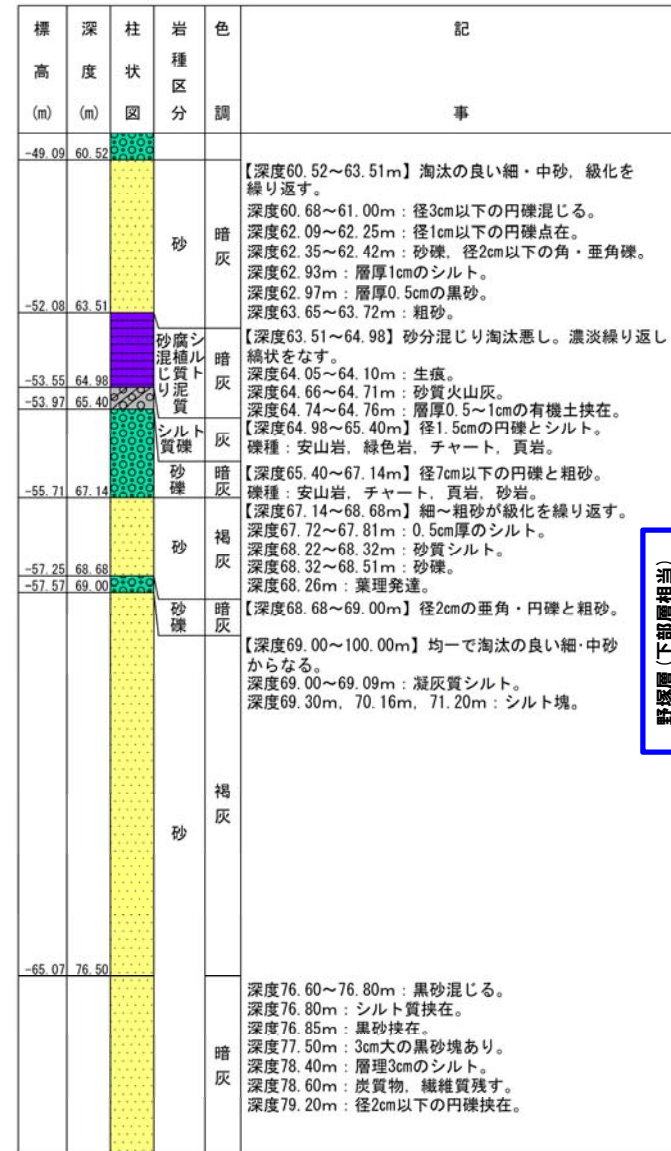 標高(m)
深度(m)
柱状図
岩種区分
色調
記事
-49.09 60.52
砂
暗灰
【深度60.52～63.51m】淘汰の良い細・中砂，級化を
繰り返す。
深度60.68～61.00m：径3cm以下の円礫混じる。
深度62.09～62.25m：径1cm以下の円礫点在。
深度62.35～62.42m：砂礫，径2cm以下の角・亜角礫。
深度62.93m：層厚1cmのシルト。
深度62.97m：層厚0.5cmの黒砂。
深度63.65～63.72m：粗砂。
-52.08 63.51
砂混じり
腐植質泥質
シルト
暗灰
【深度63.51～64.98】砂分混じり淘汰悪し。濃淡繰り返し
縞状をなす。
深度64.05～64.10m：生痕。
深度64.66～64.71m：砂質火山灰。
深度64.74～64.76m：層厚0.5～1cmの有機土挟在。
-53.55 64.98
シルト質礫
灰
【深度64.98～65.40m】径1.5cmの円礫とシルト。
礫種：安山岩，緑色岩，チャート，頁岩。
-53.97 65.40
砂礫
暗灰
【深度65.40～67.14m】径7cm以下の円礫と粗砂。
礫種：安山岩，チャート，頁岩，砂岩。
-55.71 67.14
砂
褐灰
【深度67.14～68.68m】細～粗砂が級化を繰り返す。
深度67.72～67.81m：0.5cm厚のシルト。
深度68.22～68.32m：砂質シルト。
深度68.32～68.51m：砂礫。
深度68.26m：葉理発達。
-57.25 68.68
砂礫
暗灰
【深度68.68～69.00m】径2cmの亜角・円礫と粗砂。
-57.57 69.00
砂
褐灰
【深度69.00～100.00m】均一で淘汰の良い細・中砂
からなる。
深度69.00～69.09m：凝灰質シルト。
深度69.30m，70.16m，71.20m：シルト塊。
-65.07 76.50
暗灰
深度76.60～76.80m：黒砂混じる。
深度76.80m：シルト質挟在。
深度76.85m：黒砂挟在。
深度77.50m：3cm大の黒砂塊あり。
深度78.40m：層理3cmのシルト。
深度78.60m：炭質物，繊維質残す。
深度79.20m：径2cm以下の円礫挟在。
野塚層(下部層相当)